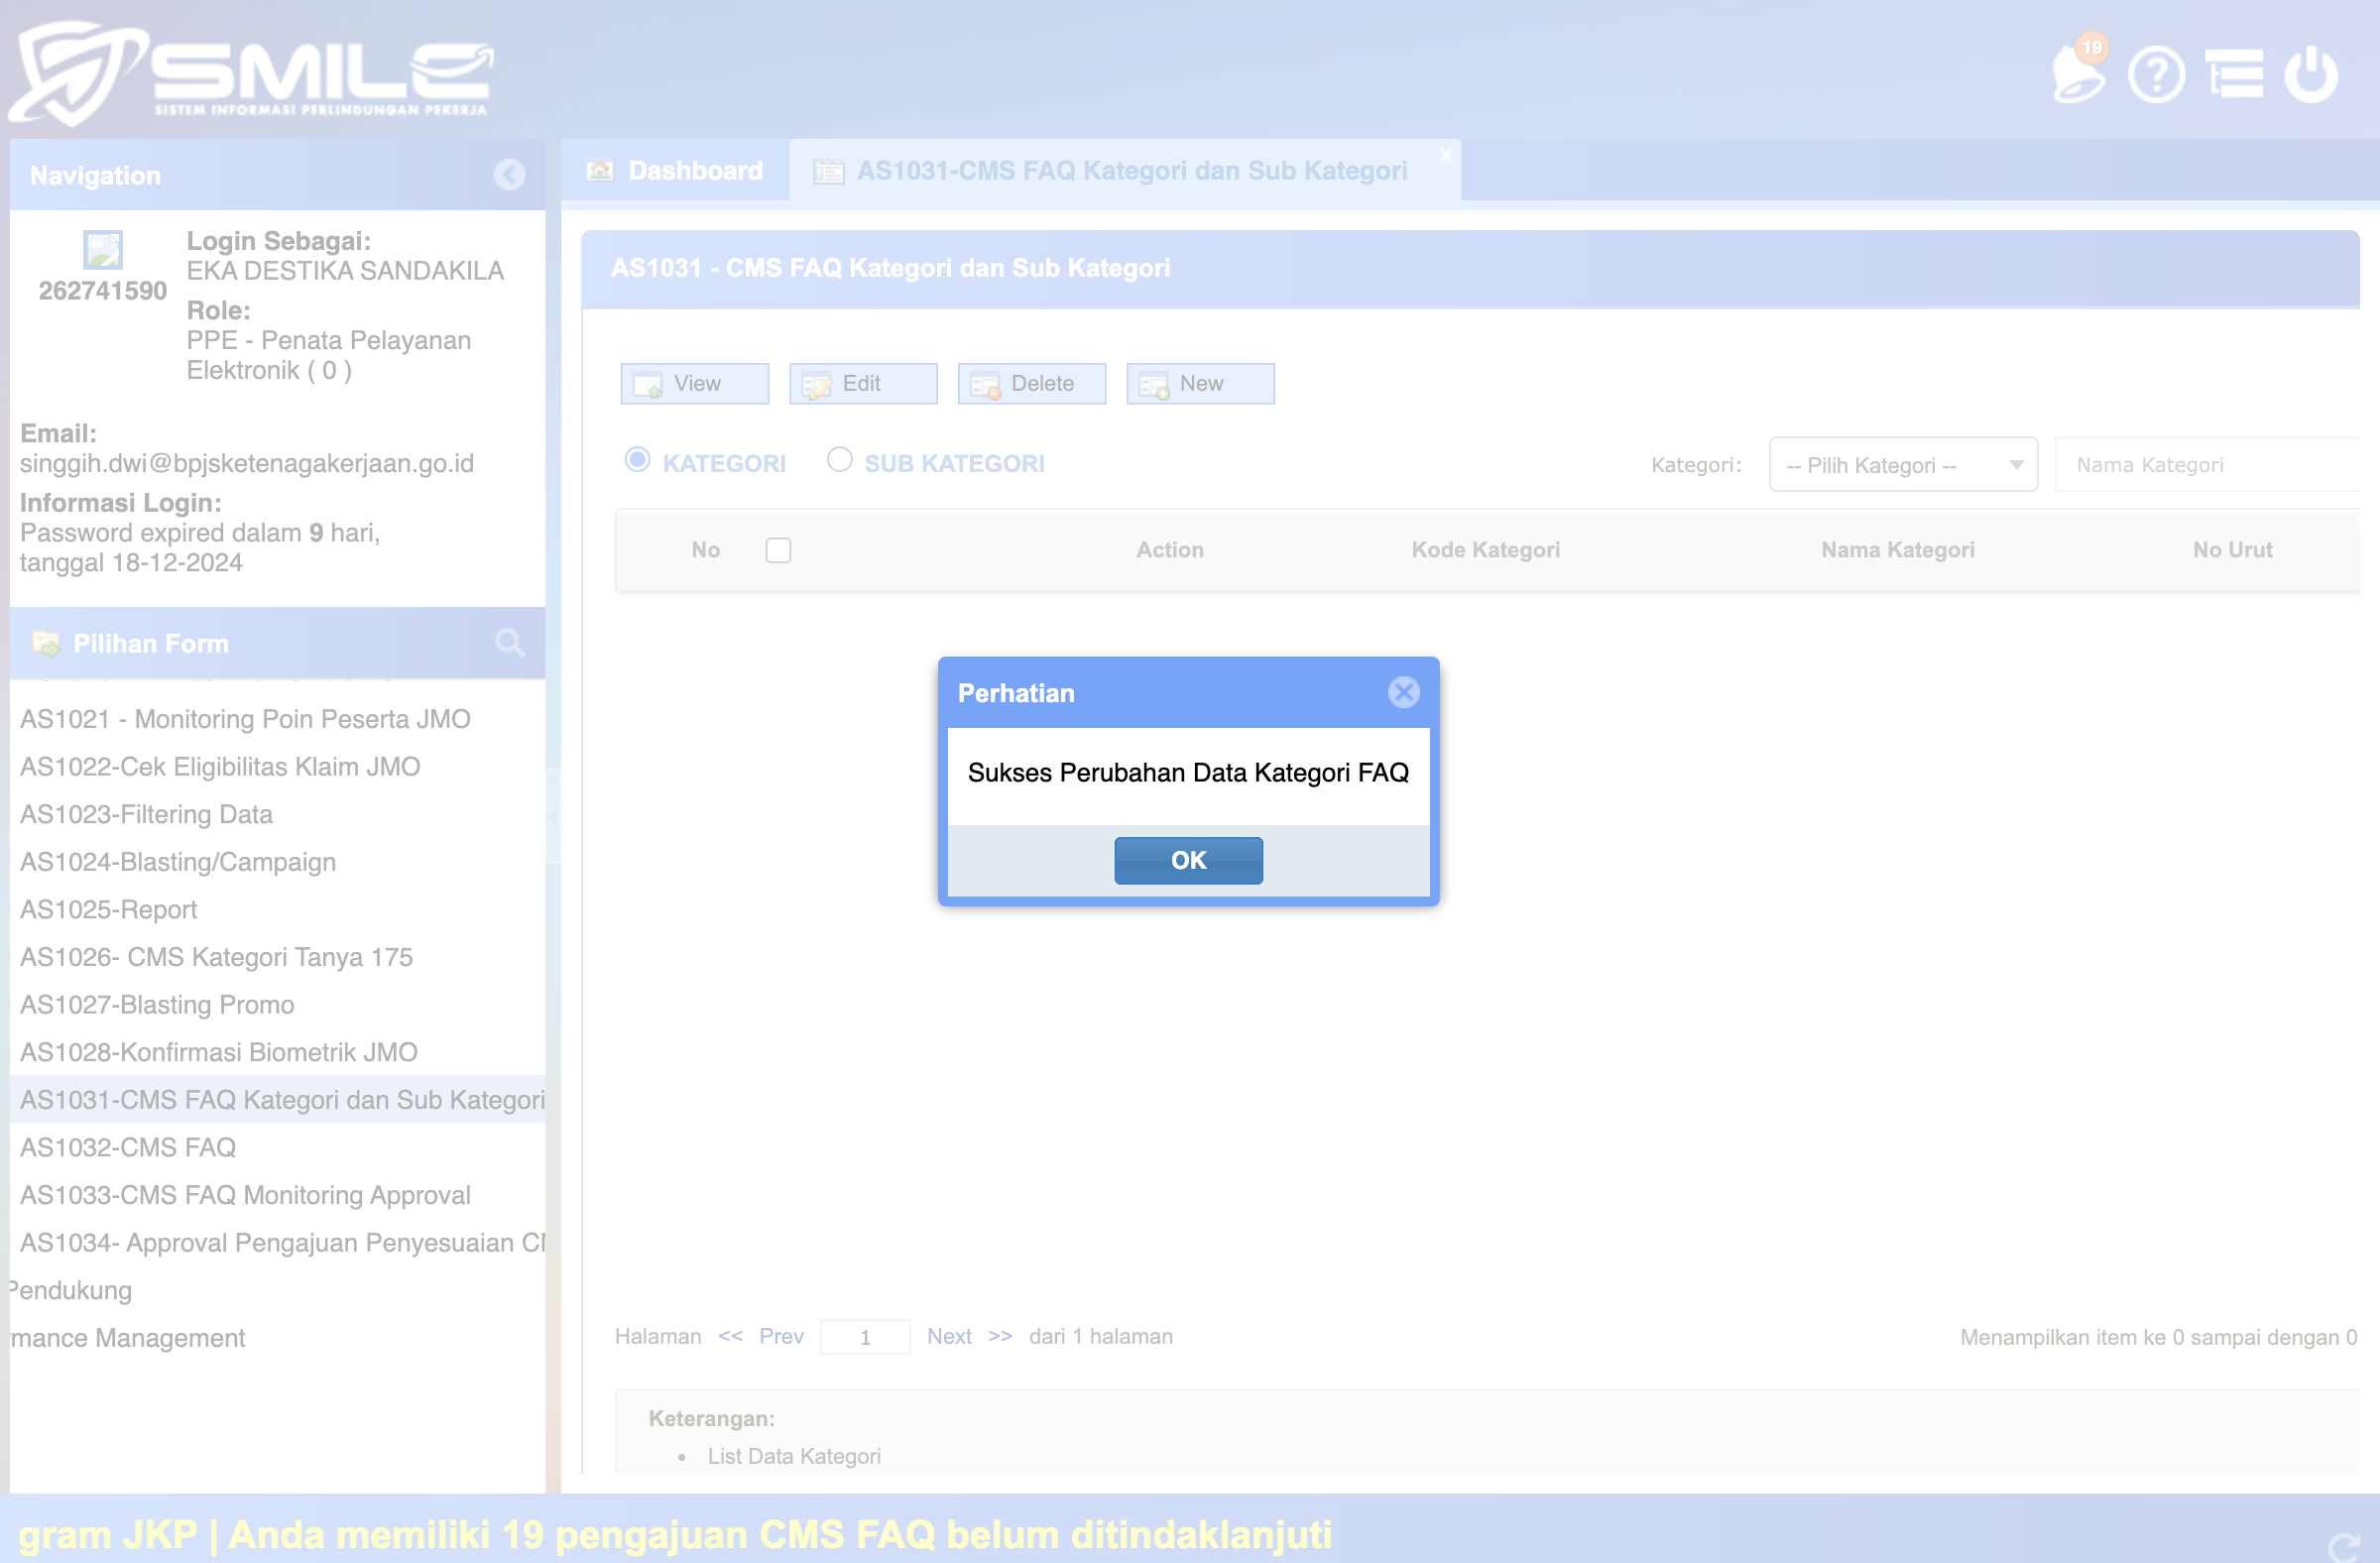 SMILE
SISTEM INFORMASI PERLINDUNGAN PEKERJA
19
Navigation
262741590
Login Sebagai:
EKA DESTIKA SANDAKILA
Role:
PPE - Penata Pelayanan
Elektronik ( 0 )
Email:
singgih.dwi@bpjsketenagakerjaan.go.id
Informasi Login:
Password expired dalam 9 hari,
tanggal 18-12-2024
Pilihan Form
AS1021 - Monitoring Poin Peserta JMO
AS1022-Cek Eligibilitas Klaim JMO
AS1023-Filtering Data
AS1024-Blasting/Campaign
AS1025-Report
AS1026- CMS Kategori Tanya 175
AS1027-Blasting Promo
AS1028-Konfirmasi Biometrik JMO
AS1031-CMS FAQ Kategori dan Sub Kategori
AS1032-CMS FAQ
AS1033-CMS FAQ Monitoring Approval
AS1034- Approval Pengajuan Penyesuaian
Pendukung
rmance Management
Dashboard
AS1031-CMS FAQ Kategori dan Sub Kategori
AS1031 - CMS FAQ Kategori dan Sub Kategori
View Edit Delete New
KATEGORI SUB KATEGORI Kategori: -- Pilih Kategori -- Nama Kategori
No Action Kode Kategori Nama Kategori No Urut
Perhatian
Sukses Perubahan Data Kategori FAQ
OK
Halaman << Prev 1 Next >> dari 1 halaman
Menampilkan item ke 0 sampai dengan 0
Keterangan:
• List Data Kategori
gram JKP | Anda memiliki 19 pengajuan CMS FAQ belum ditindaklanjuti